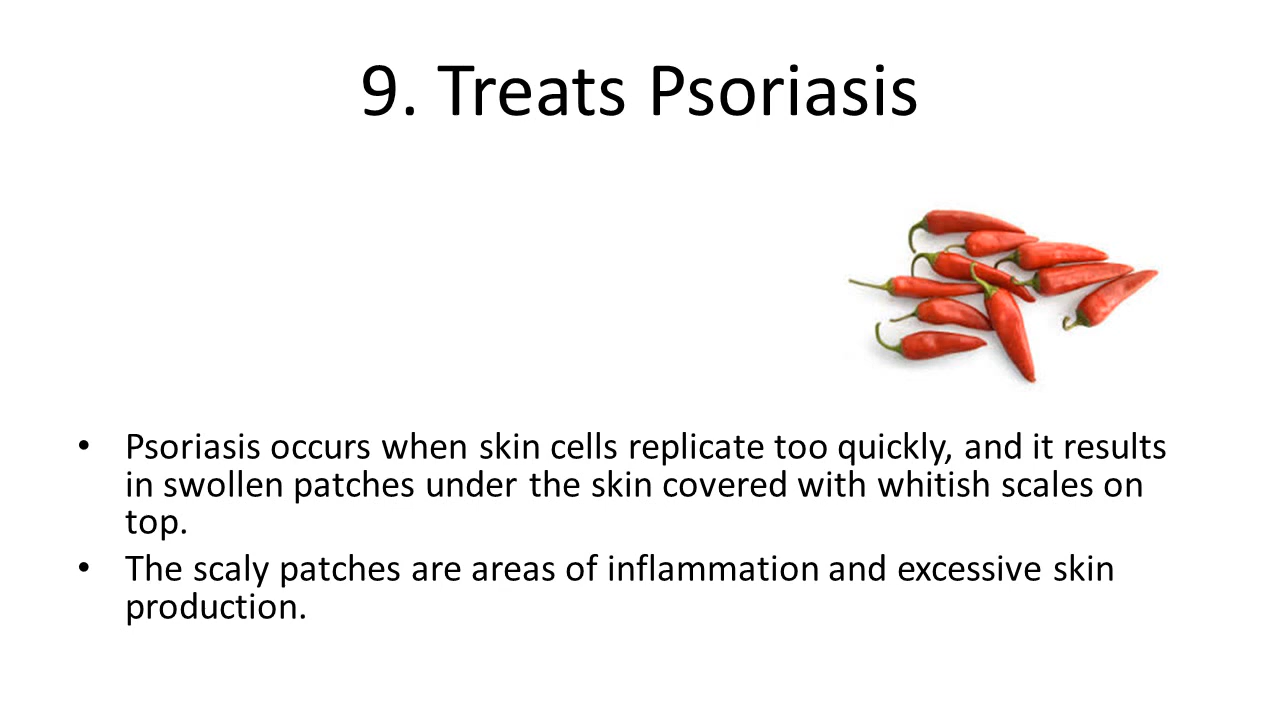 9. Treats Psoriasis
• Psoriasis occurs when skin cells replicate too quickly, and it results
in swollen patches under the skin covered with whitish scales on
top.
• The scaly patches are areas of inflammation and excessive skin
production.